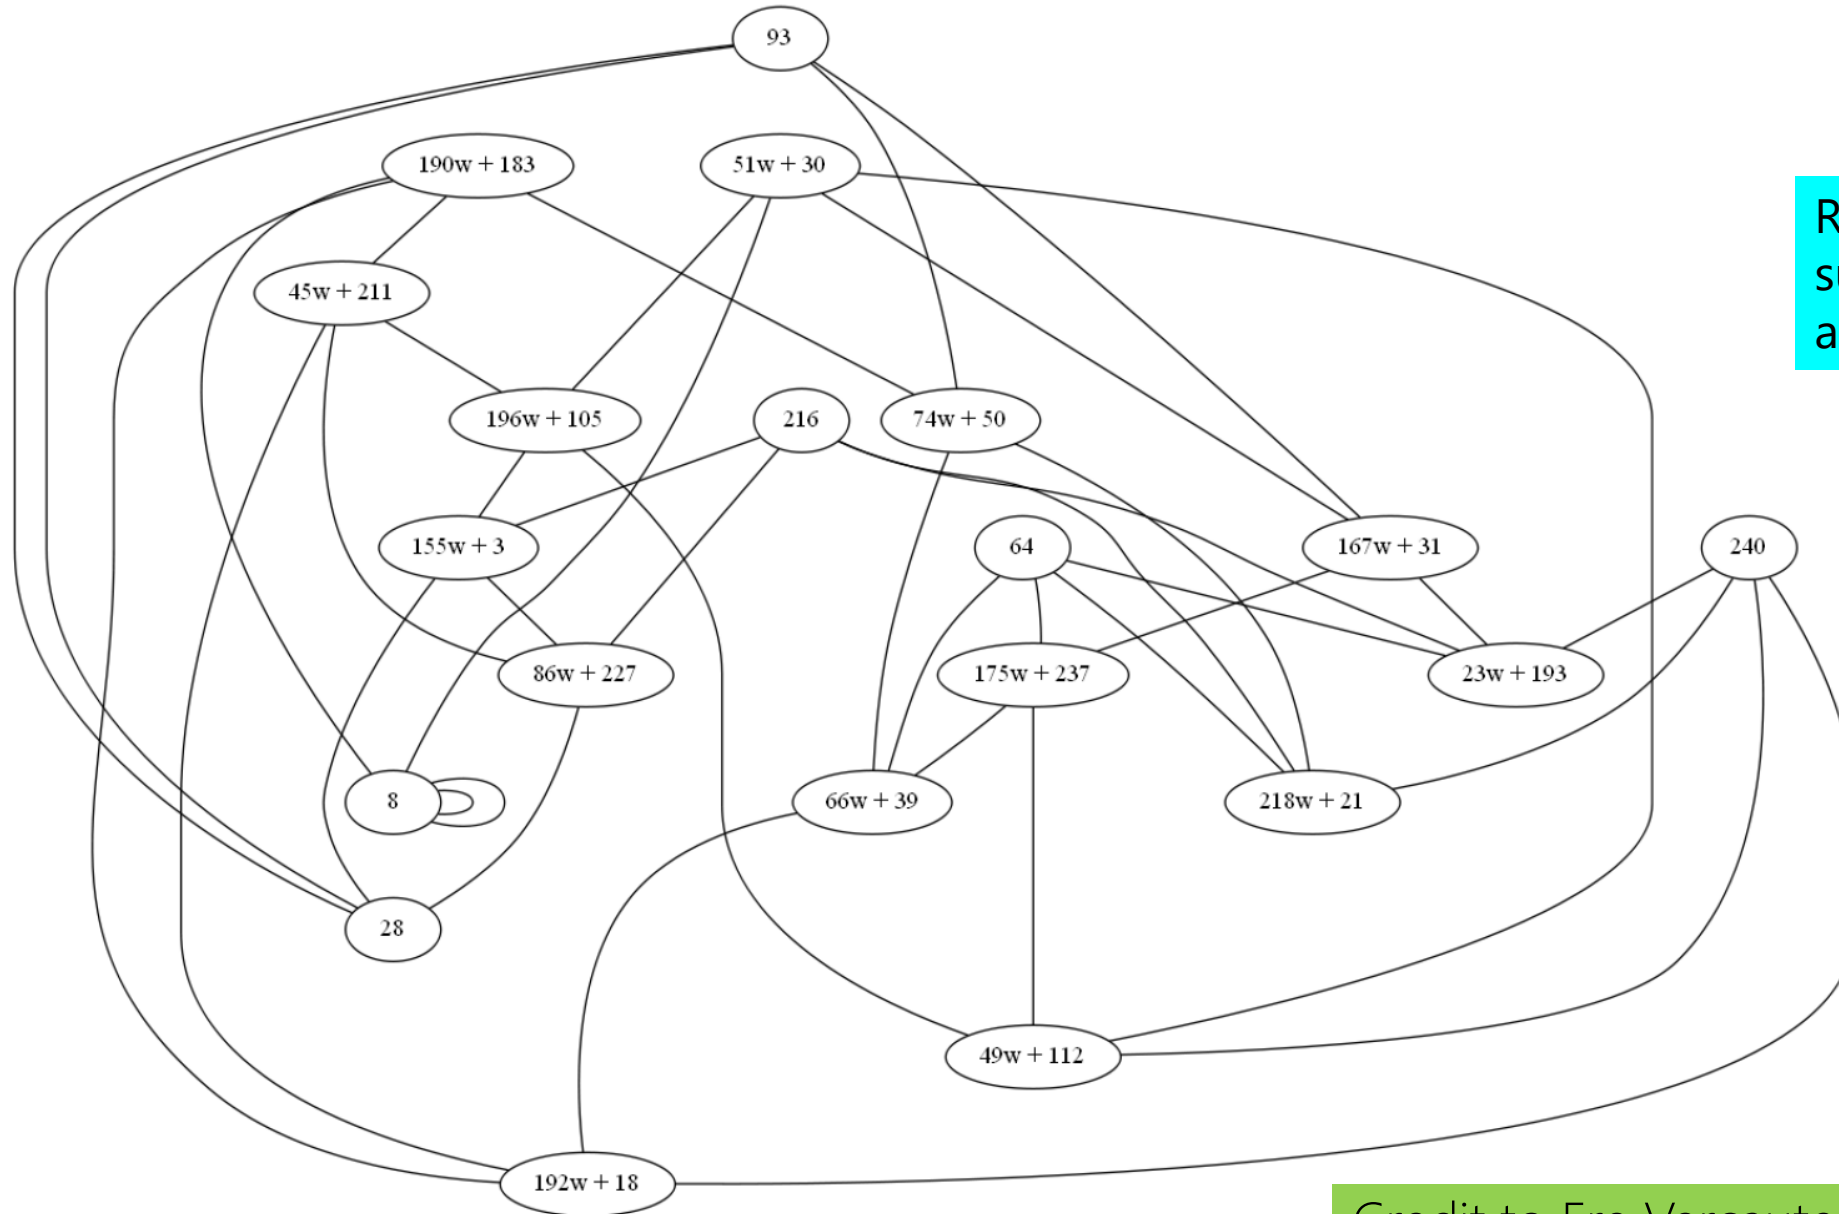 93
190w + 183
51w + 30
45w + 211
196w + 105
216
74w + 50
155w + 3
64
167w + 31
240
86w + 227
175w + 237
23w + 193
8
66w + 39
218w + 21
28
49w + 112
192w + 18